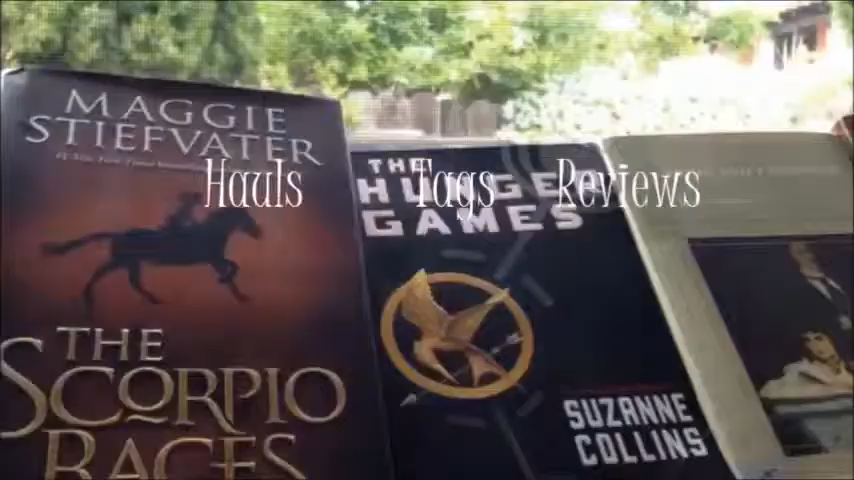 MAGGIE
STIEFVATER
Hauls Tags Reviews
THE
SCORPIO
RACES
THE
HUNGER
GAMES
SUZANNE
COLLINS